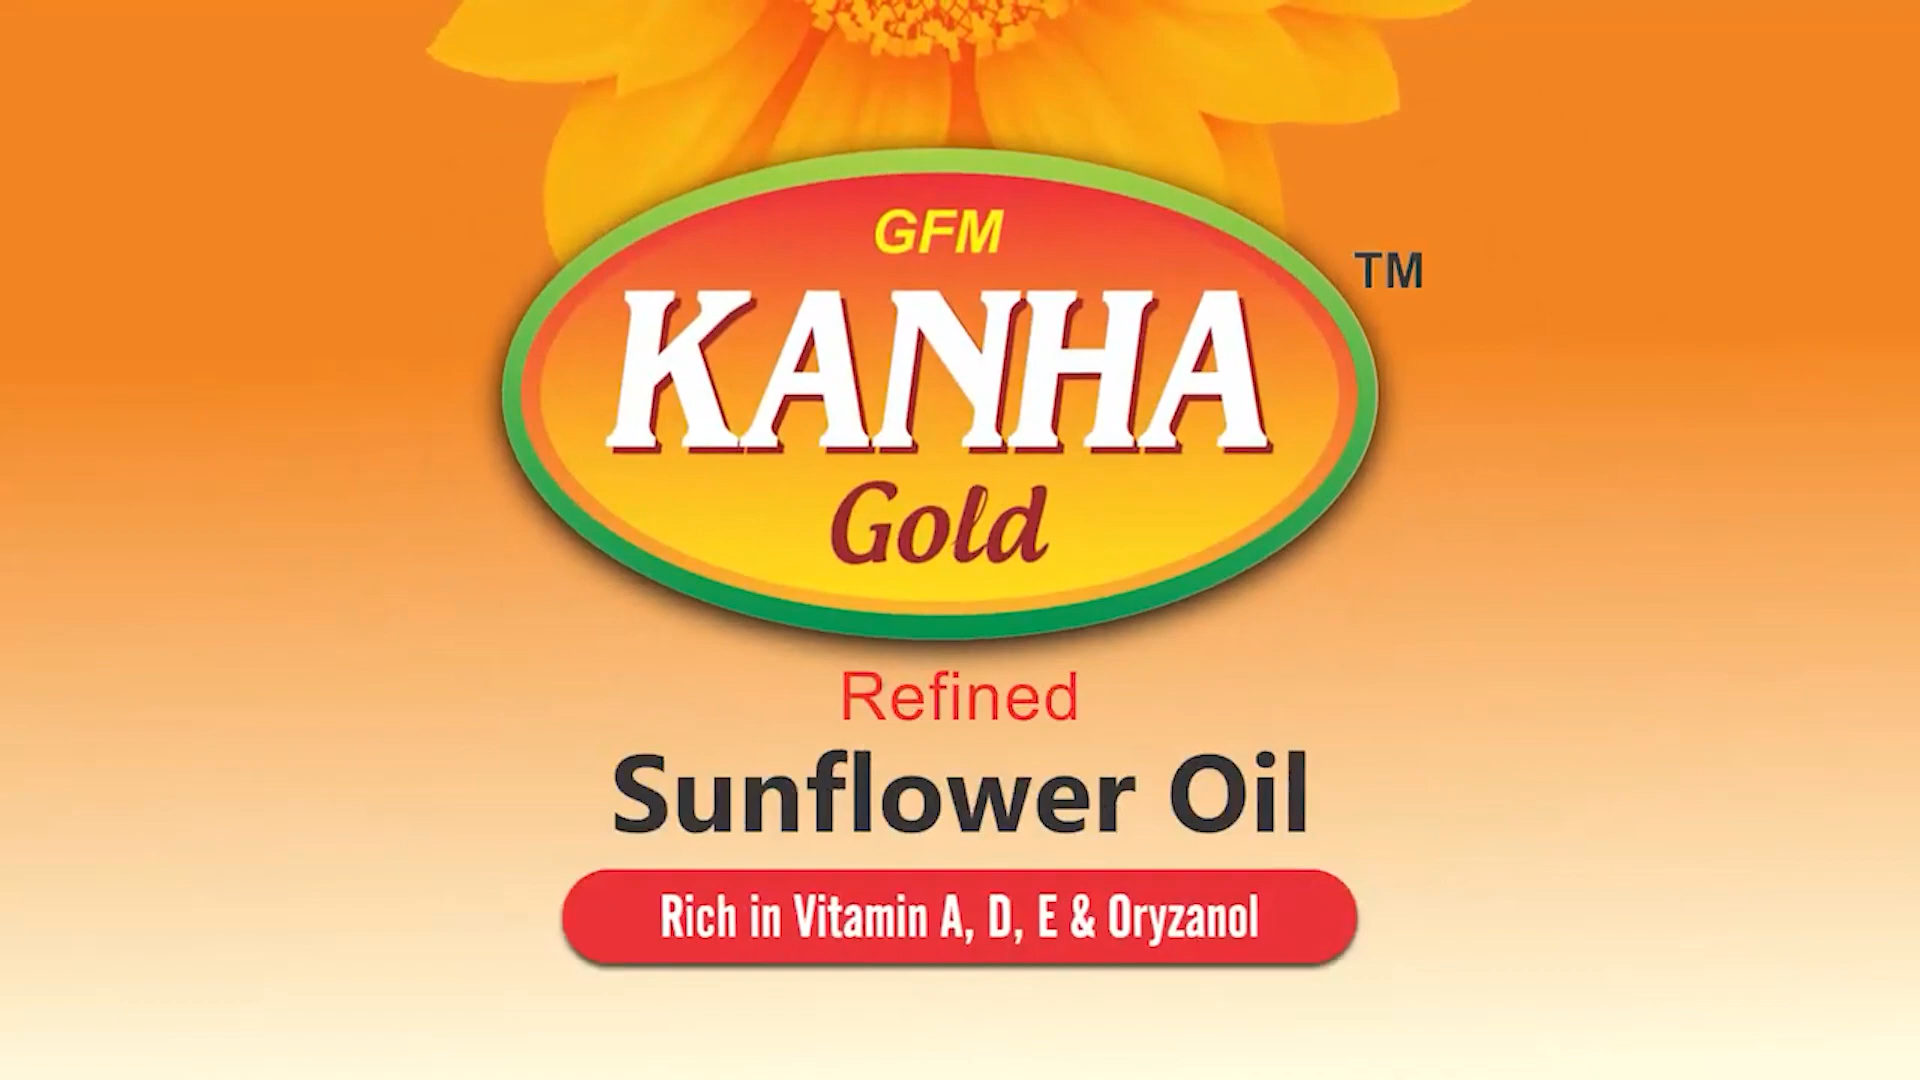 GFM
KANHA
TM
Gold
Refined
Sunflower Oil
Rich in Vitamin A, D, E & Oryzanol